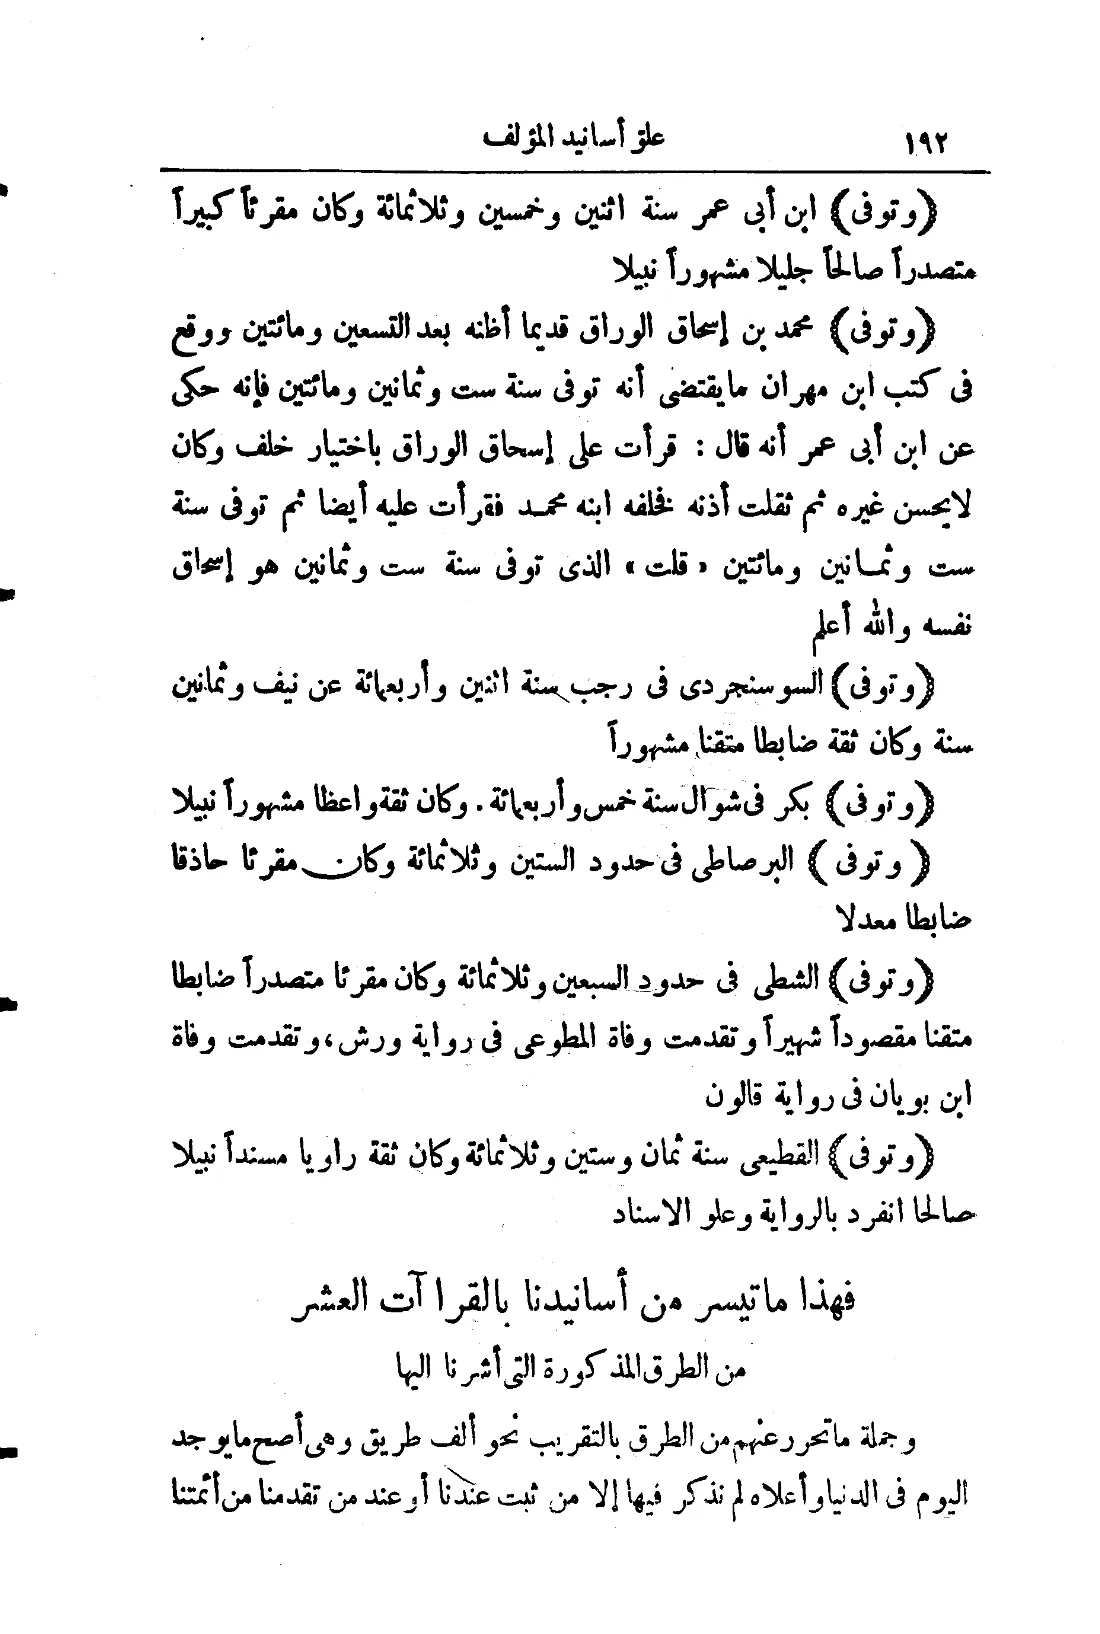 ١٩٢ علو أسانيد المؤلف
(وتوفى) ابن أبى عمر سنة اثنين وخمسين وثلاثمائة وكان مقرئاً كبيراً
متصدراً صالحاً جليلا مشهوراً نبيلا
(وتوفى) محمد بن إسحاق الوراق قديما أظنه بعد التسعين ومائتين ووقع
فى كتب ابن مهران مايقتضى أنه توفى سنة ست وثمانين ومائتين فإنه حكى
عن ابن أبى عمر أنه قال : قرأت على إسحاق الوراق باختيار خلف وكان
لايحسن غيره ثم ثقلت أذنه فخلفه ابنه محمد فقرأت عليه أيضا ثم توفى سنة
ست وثمانين ومائتين « قلت » الذى توفى سنة ست وثمانين هو إسحاق
نفسه والله أعلم
(وتوفى) السوسنجردى فى رجب سنة اثنين وأربعمائة عن نيف وثمانين
سنة وكان ثقة ضابطا متقنا مشهوراً
(وتوفى) بكر فى شوال سنة خمس وأربعمائة . وكان ثقة واعظا مشهوراً نبيلا
(وتوفى) البرصاطى فى حدود الستين وثلاثمائة وكان مقرئا حاذقا
ضابطا معدلا
(وتوفى) الشطى فى حدود السبعين وثلاثمائة وكان مقرئا متصدراً ضابطا
متقنا مقصوداً شهيراً وتقدمت وفاة المطوعى فى رواية ورش، وتقدمت وفاة
ابن بويان فى رواية قالون
(وتوفى) القطيعى سنة ثمان وستين وثلاثمائة وكان ثقة راويا مسنداً نبيلا
صالحا انفرد بالرواية وعلو الاسناد
فهذا ماتيسر من أسانيدنا بالقراآت العشر
من الطرق المذكورة التى أشرنا اليها
وجملة ماتحرر عنهم من الطرق بالتقريب نحو ألف طريق وهى أصح مايوجد
اليوم فى الدنيا وأعلاه لم نذكر فيها إلا من ثبت عندنا أو عند من تقدمنا من أئمتنا